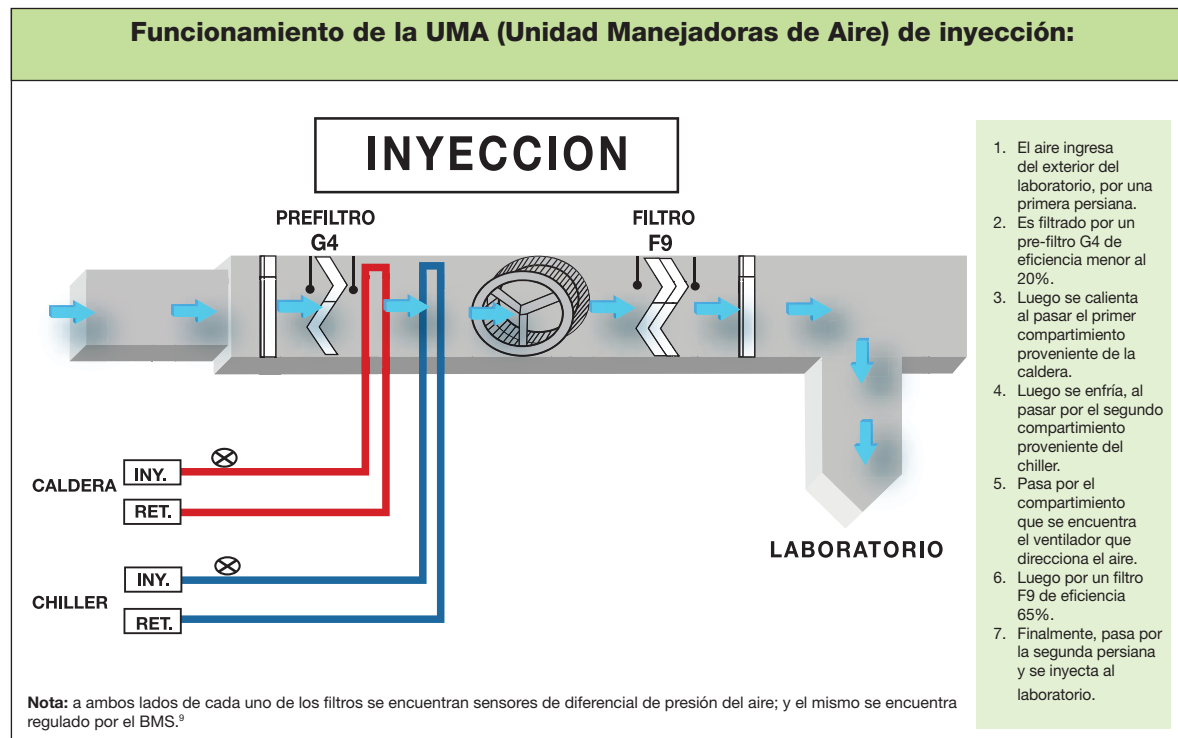 Funcionamiento de la UMA (Unidad Manejadoras de Aire) de inyección:
INYECCION
PREFILTRO
G4
FILTRO
F9
CALDERA
INY.
RET.
CHILLER
INY.
RET.
LABORATORIO
1. El aire ingresa
del exterior del
laboratorio, por una
primera persiana.
2. Es filtrado por un
pre-filtro G4 de
eficiencia menor al
20%.
3. Luego se calienta
al pasar el primer
compartimiento
proveniente de la
caldera.
4. Luego se enfría, al
pasar por el segundo
compartimiento
proveniente del
chiller.
5. Pasa por el
compartimiento
que se encuentra
el ventilador que
direcciona el aire.
6. Luego por un filtro
F9 de eficiencia
65%.
7. Finalmente, pasa por
la segunda persiana
y se inyecta al
laboratorio.
Nota: a ambos lados de cada uno de los filtros se encuentran sensores de diferencial de presión del aire; y el mismo se encuentra
regulado por el BMS.⁹